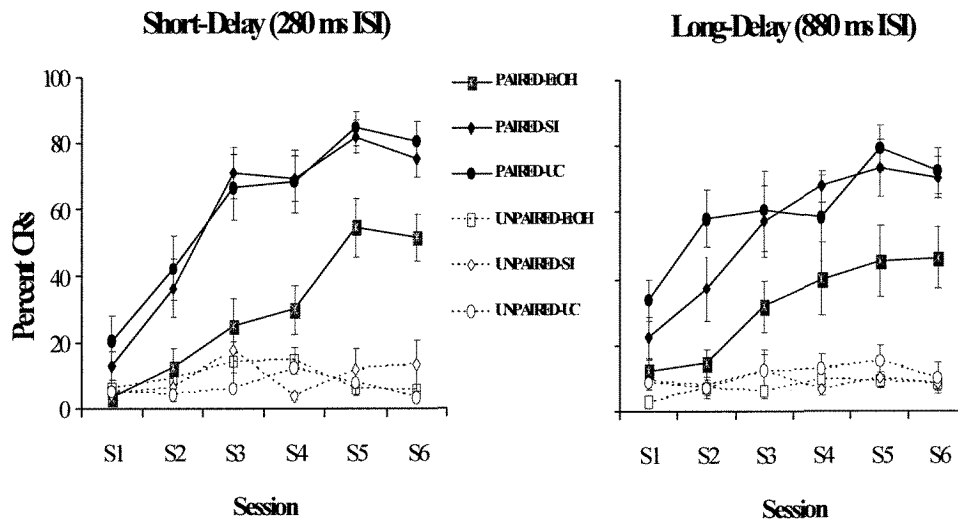 Short-Delay (280 ms ISI)
Long-Delay (880 ms ISI)
Percent CRs
100
80
60
40
20
0
S1 S2 S3 S4 S5 S6
Session
PAIRED-EtOH
PAIRED-SI
PAIRED-UC
UNPAIRED-EtOH
UNPAIRED-SI
UNPAIRED-UC
S1 S2 S3 S4 S5 S6
Session